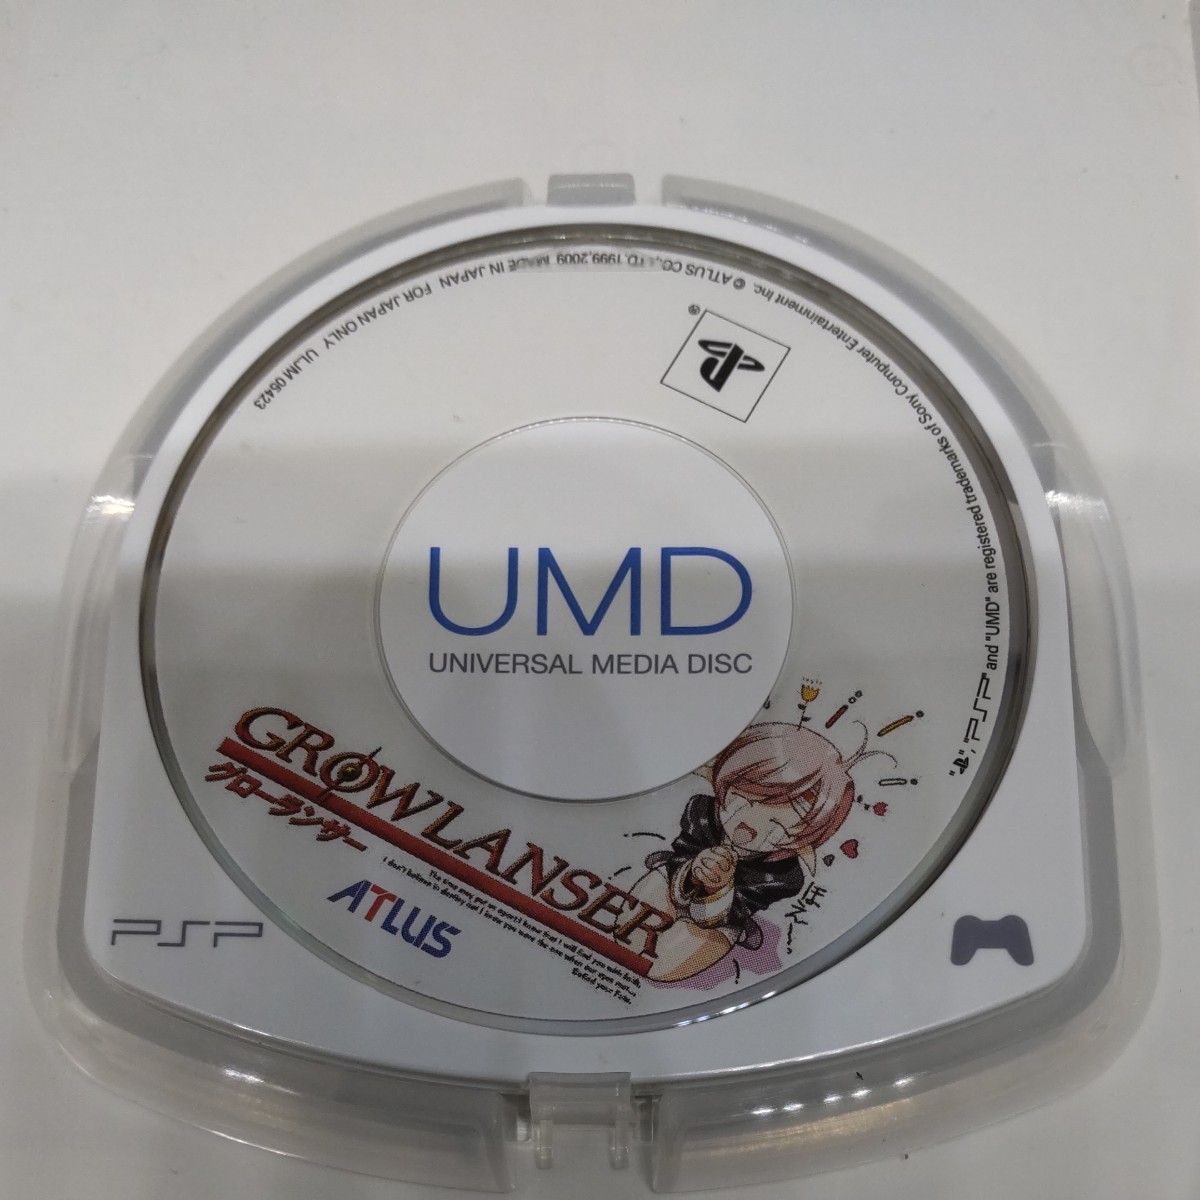 ULJM 05423 FOR JAPAN ONLY MADE IN JAPAN © ATLUS CO.,LTD. 1999,2009
" ", "PSP" and "UMD" are registered trademarks of Sony Computer Entertainment Inc.
®
UMD
UNIVERSAL MEDIA DISC
GROWLANSER
グローランサー
ATLUS
PSP